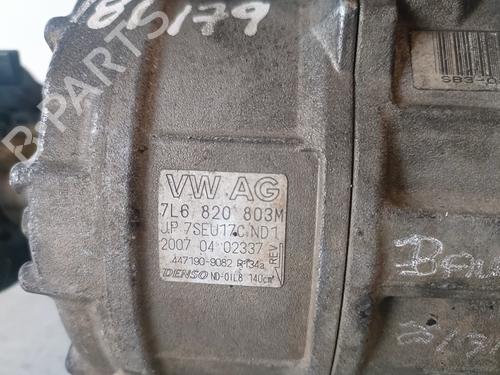 86179
B-PARTS
SB3-
VW AG
7L6 820 803M
JP 7SEU17C ND1
2007 04 02337
447190-9082 R134a
REV
DENSO ND-OIL8 140cm³